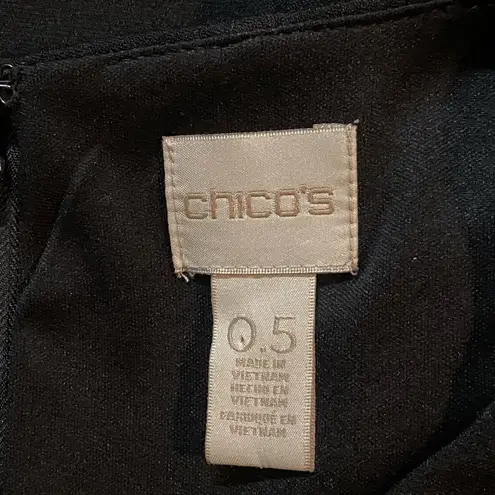 chico's
0.5
MADE IN
VIETNAM
HECHO EN
VIETNAM
FABRIQUÉ EN
VIETNAM